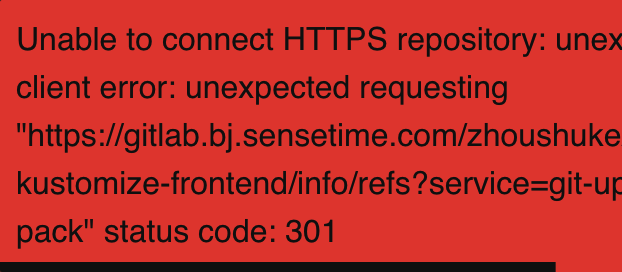 Unable to connect HTTPS repository: unex
client error: unexpected requesting
"https://gitlab.bj.sensetime.com/zhoushuke
kustomize-frontend/info/refs?service=git-up
pack" status code: 301